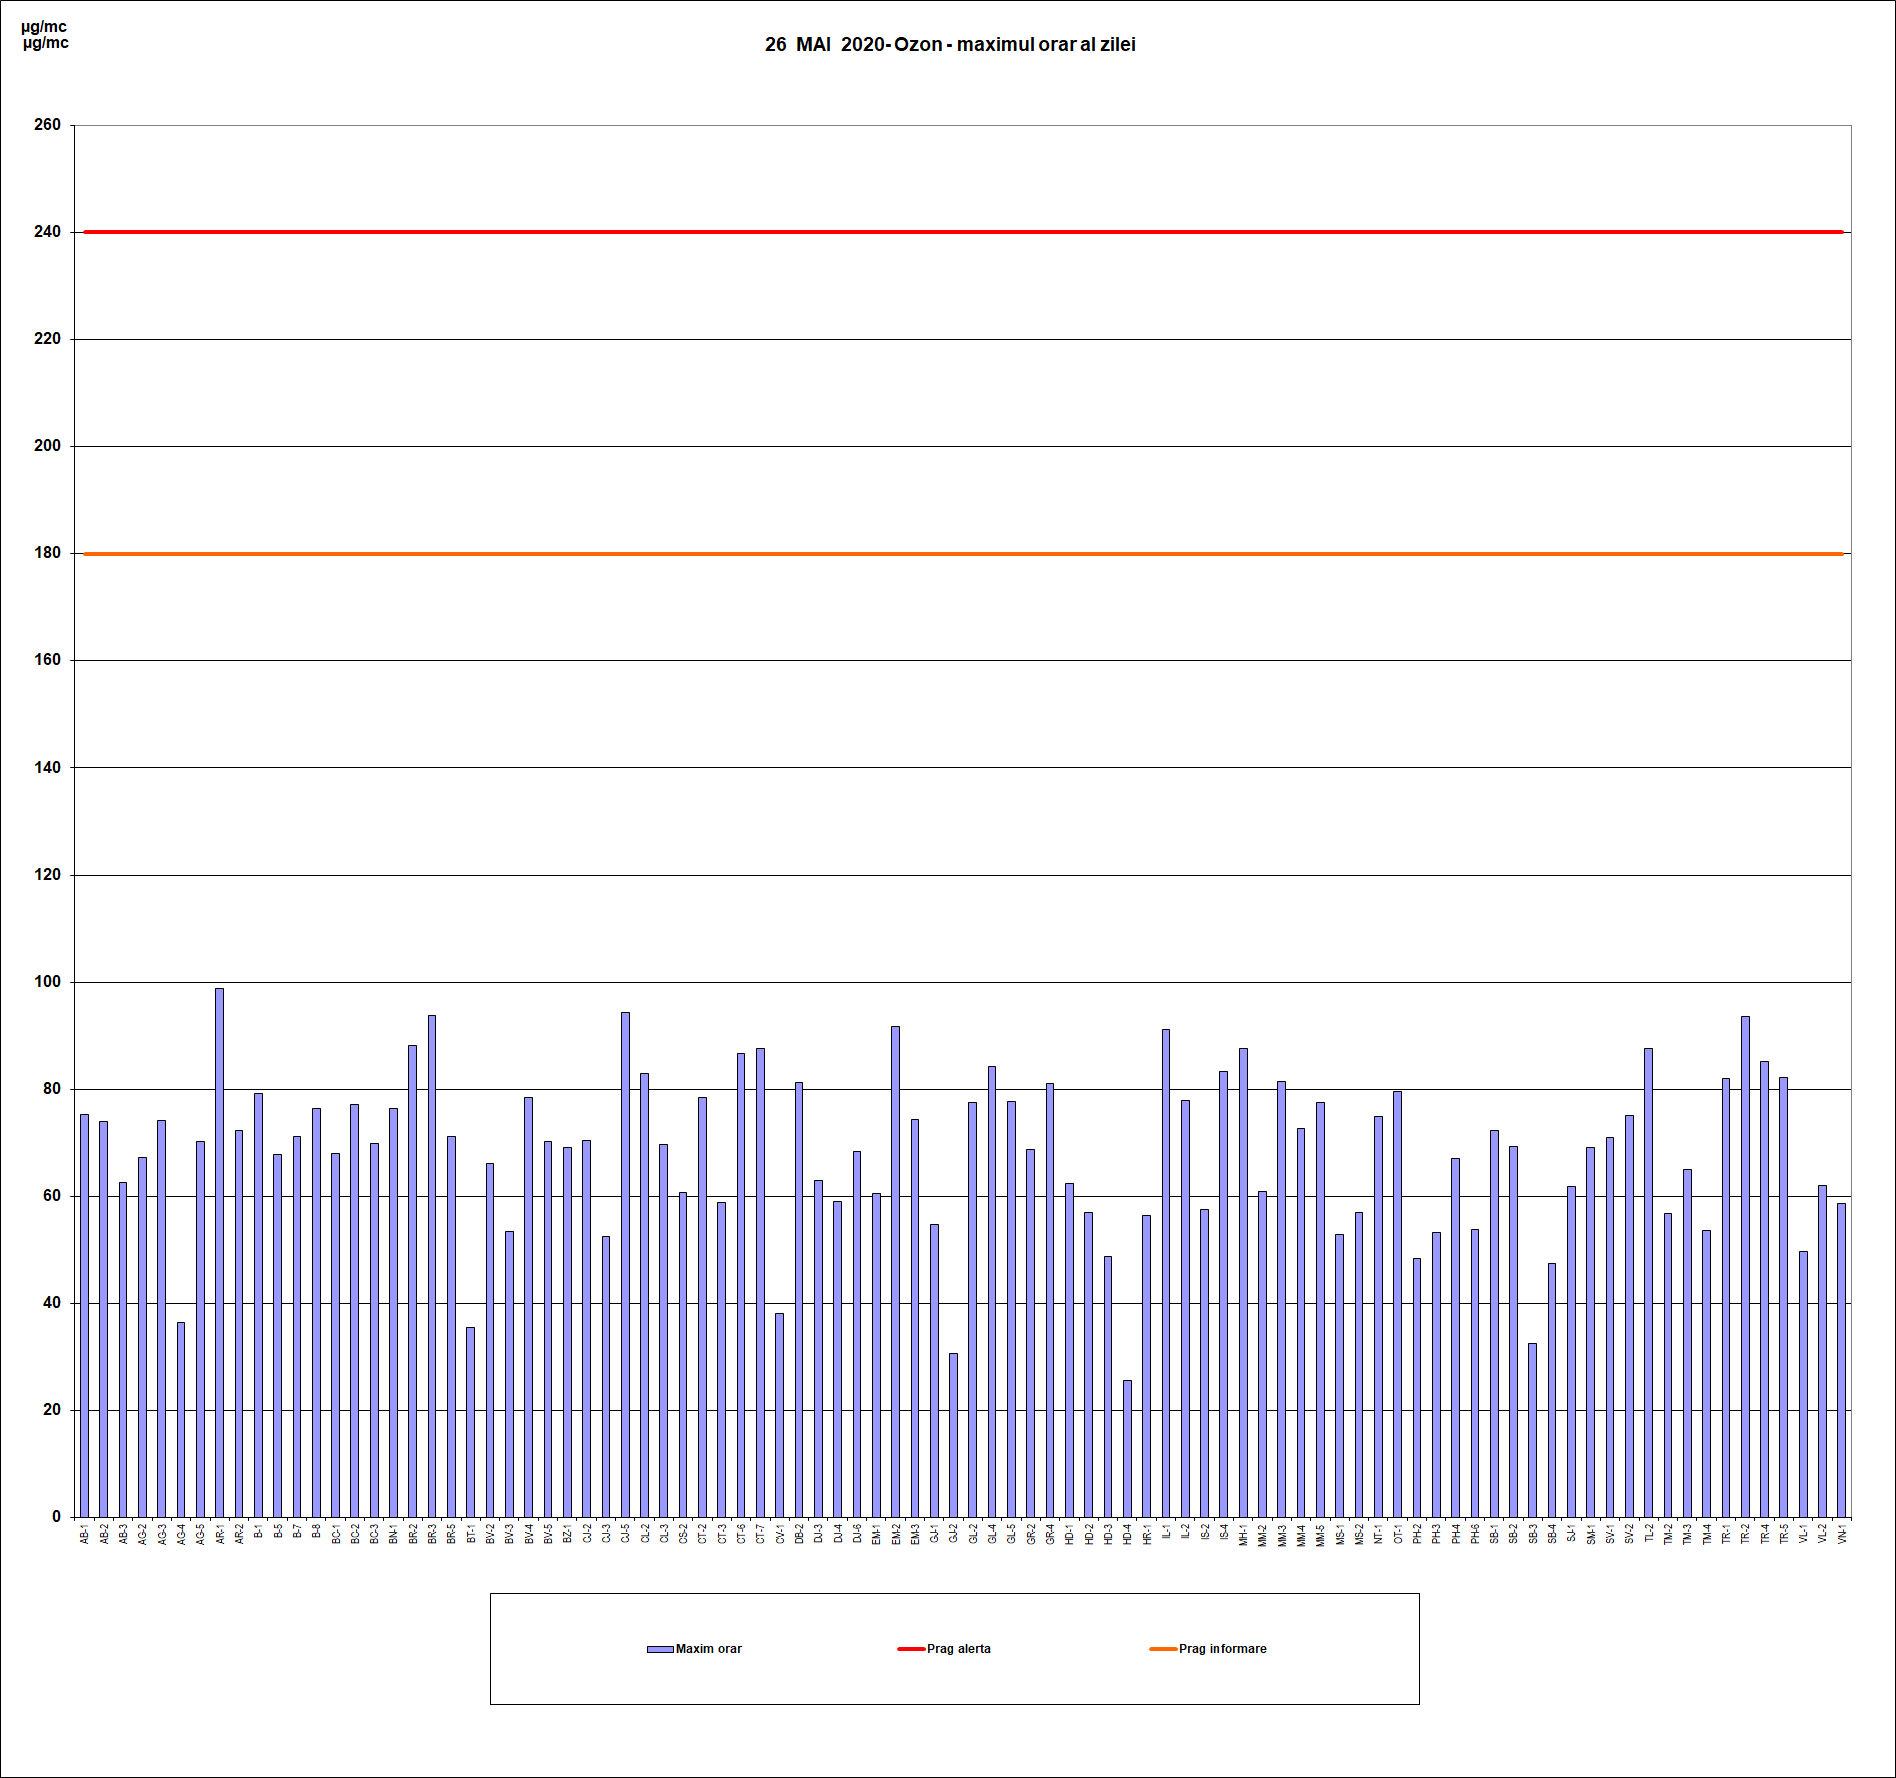 µg/mc
µg/mc
26 MAI 2020- Ozon - maximul orar al zilei
260
240
220
200
180
160
140
120
100
80
60
40
20
0
AB-1 AB-2 AB-3 AG-2 AG-3 AG-4 AG-5 AR-1 AR-2 B-1 B-5 B-7 B-8 BC-1 BC-2 BC-3 BN-1 BR-2 BR-3 BR-5 BT-1 BV-2 BV-3 BV-4 BV-5 BZ-1 CJ-2 CJ-3 CJ-5 CL-2 CL-3 CS-2 CT-2 CT-3 CT-6 CT-7 CV-1 DB-2 DJ-3 DJ-4 DJ-6 EM-1 EM-2 EM-3 GJ-1 GJ-2 GL-2 GL-4 GL-5 GR-2 GR-4 HD-1 HD-2 HD-3 HD-4 HR-1 IL-1 IL-2 IS-2 IS-4 MH-1 MM-2 MM-3 MM-4 MM-5 MS-1 MS-2 NT-1 OT-1 PH-2 PH-3 PH-4 PH-6 SB-1 SB-2 SB-3 SB-4 SJ-1 SM-1 SV-1 SV-2 TL-2 TM-2 TM-3 TM-4 TR-1 TR-2 TR-4 TR-5 VL-1 VL-2 VN-1
Maxim orar Prag alerta Prag informare